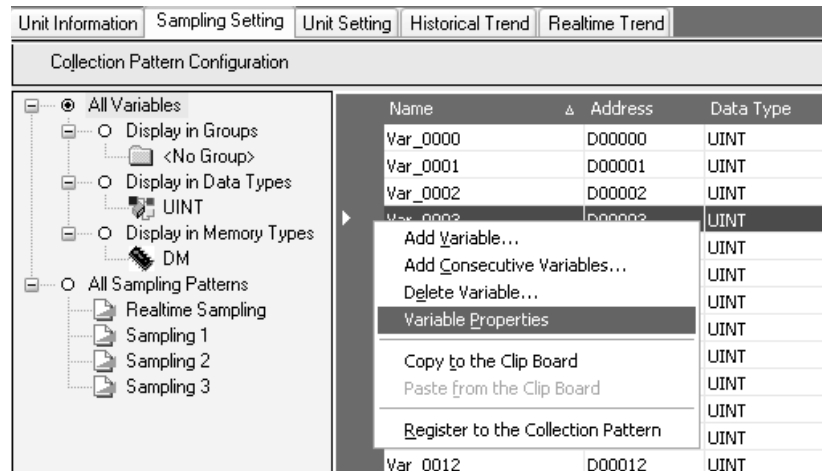 Unit Information Sampling Setting Unit Setting Historical Trend Realtime Trend
Collection Pattern Configuration
All Variables
Display in Groups
<No Group>
Display in Data Types
UINT
Display in Memory Types
DM
All Sampling Patterns
Realtime Sampling
Sampling 1
Sampling 2
Sampling 3
Name Address Data Type
Var_0000 D00000 UINT
Var_0001 D00001 UINT
Var_0002 D00002 UINT
Var_0003 D00003 UINT
UINT
UINT
UINT
UINT
UINT
UINT
UINT
UINT
Var_0012 D00012 UINT
Add Variable...
Add Consecutive Variables...
Delete Variable...
Variable Properties
Copy to the Clip Board
Paste from the Clip Board
Register to the Collection Pattern